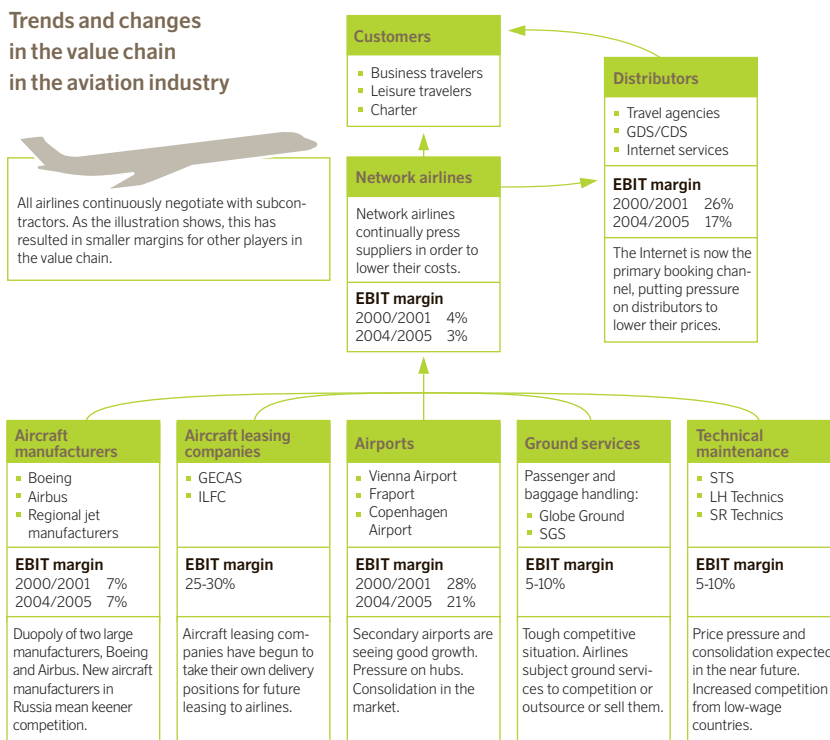 Trends and changes
in the value chain
in the aviation industry
All airlines continuously negotiate with subcon-
tractors. As the illustration shows, this has
resulted in smaller margins for other players in
the value chain.
Customers
Business travelers
Leisure travelers
Charter
Distributors
Travel agencies
GDS/CDS
Internet services
EBIT margin
2000/2001 26%
2004/2005 17%
The Internet is now the
primary booking chan-
nel, putting pressure
on distributors to
lower their prices.
Network airlines
Network airlines
continually press
suppliers in order to
lower their costs.
EBIT margin
2000/2001 4%
2004/2005 3%
Aircraft
manufacturers
Boeing
Airbus
Regional jet
manufacturers
EBIT margin
2000/2001 7%
2004/2005 7%
Duopoly of two large
manufacturers, Boeing
and Airbus. New aircraft
manufacturers in
Russia mean keener
competition.
Aircraft leasing
companies
GECAS
ILFC
EBIT margin
25-30%
Aircraft leasing com-
panies have begun to
take their own delivery
positions for future
leasing to airlines.
Airports
Vienna Airport
Fraport
Copenhagen
Airport
EBIT margin
2000/2001 28%
2004/2005 21%
Secondary airports are
seeing good growth.
Pressure on hubs.
Consolidation in the
market.
Ground services
Passenger and
baggage handling:
Globe Ground
SGS
EBIT margin
5-10%
Tough competitive
situation. Airlines
subject ground servi-
ces to competition or
outsource or sell them.
Technical
maintenance
STS
LH Technics
SR Technics
EBIT margin
5-10%
Price pressure and
consolidation expected
in the near future.
Increased competition
from low-wage
countries.